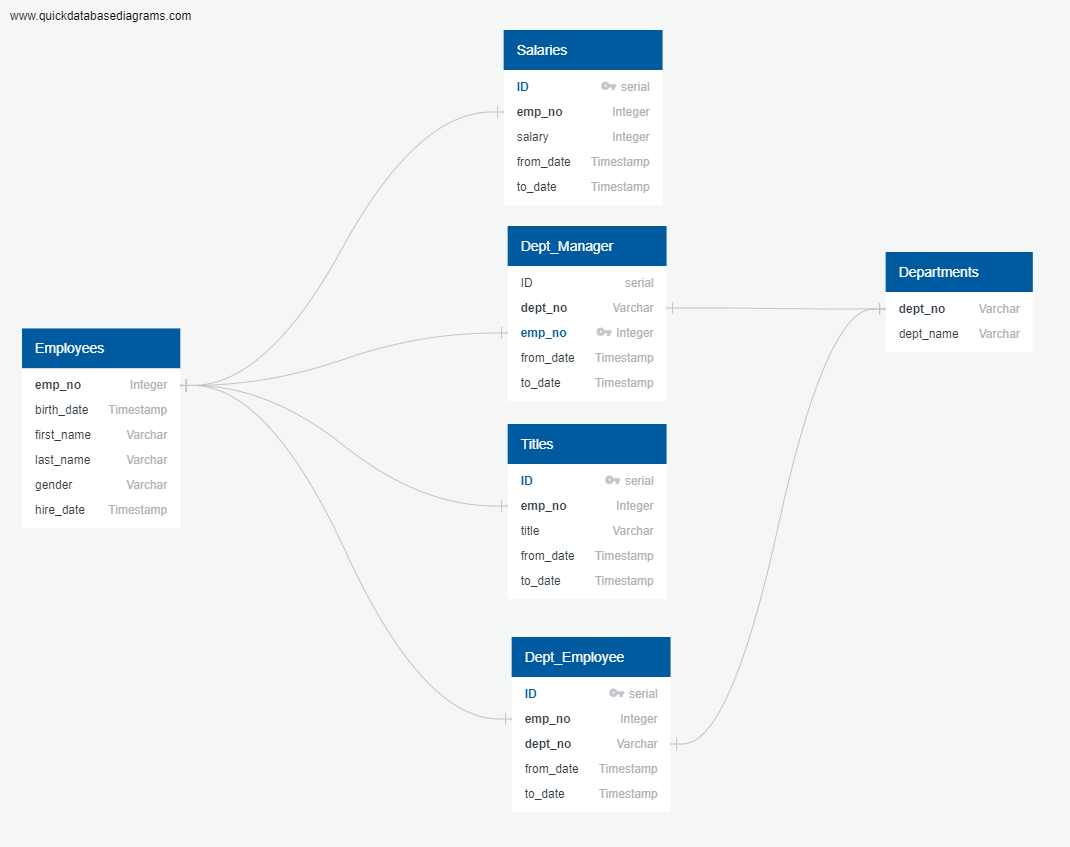 www.quickdatabasediagrams.com
Salaries
ID serial
emp_no Integer
salary Integer
from_date Timestamp
to_date Timestamp
Dept_Manager
ID serial
dept_no Varchar
emp_no Integer
from_date Timestamp
to_date Timestamp
Departments
dept_no Varchar
dept_name Varchar
Employees
emp_no Integer
birth_date Timestamp
first_name Varchar
last_name Varchar
gender Varchar
hire_date Timestamp
Titles
ID serial
emp_no Integer
title Varchar
from_date Timestamp
to_date Timestamp
Dept_Employee
ID serial
emp_no Integer
dept_no Varchar
from_date Timestamp
to_date Timestamp